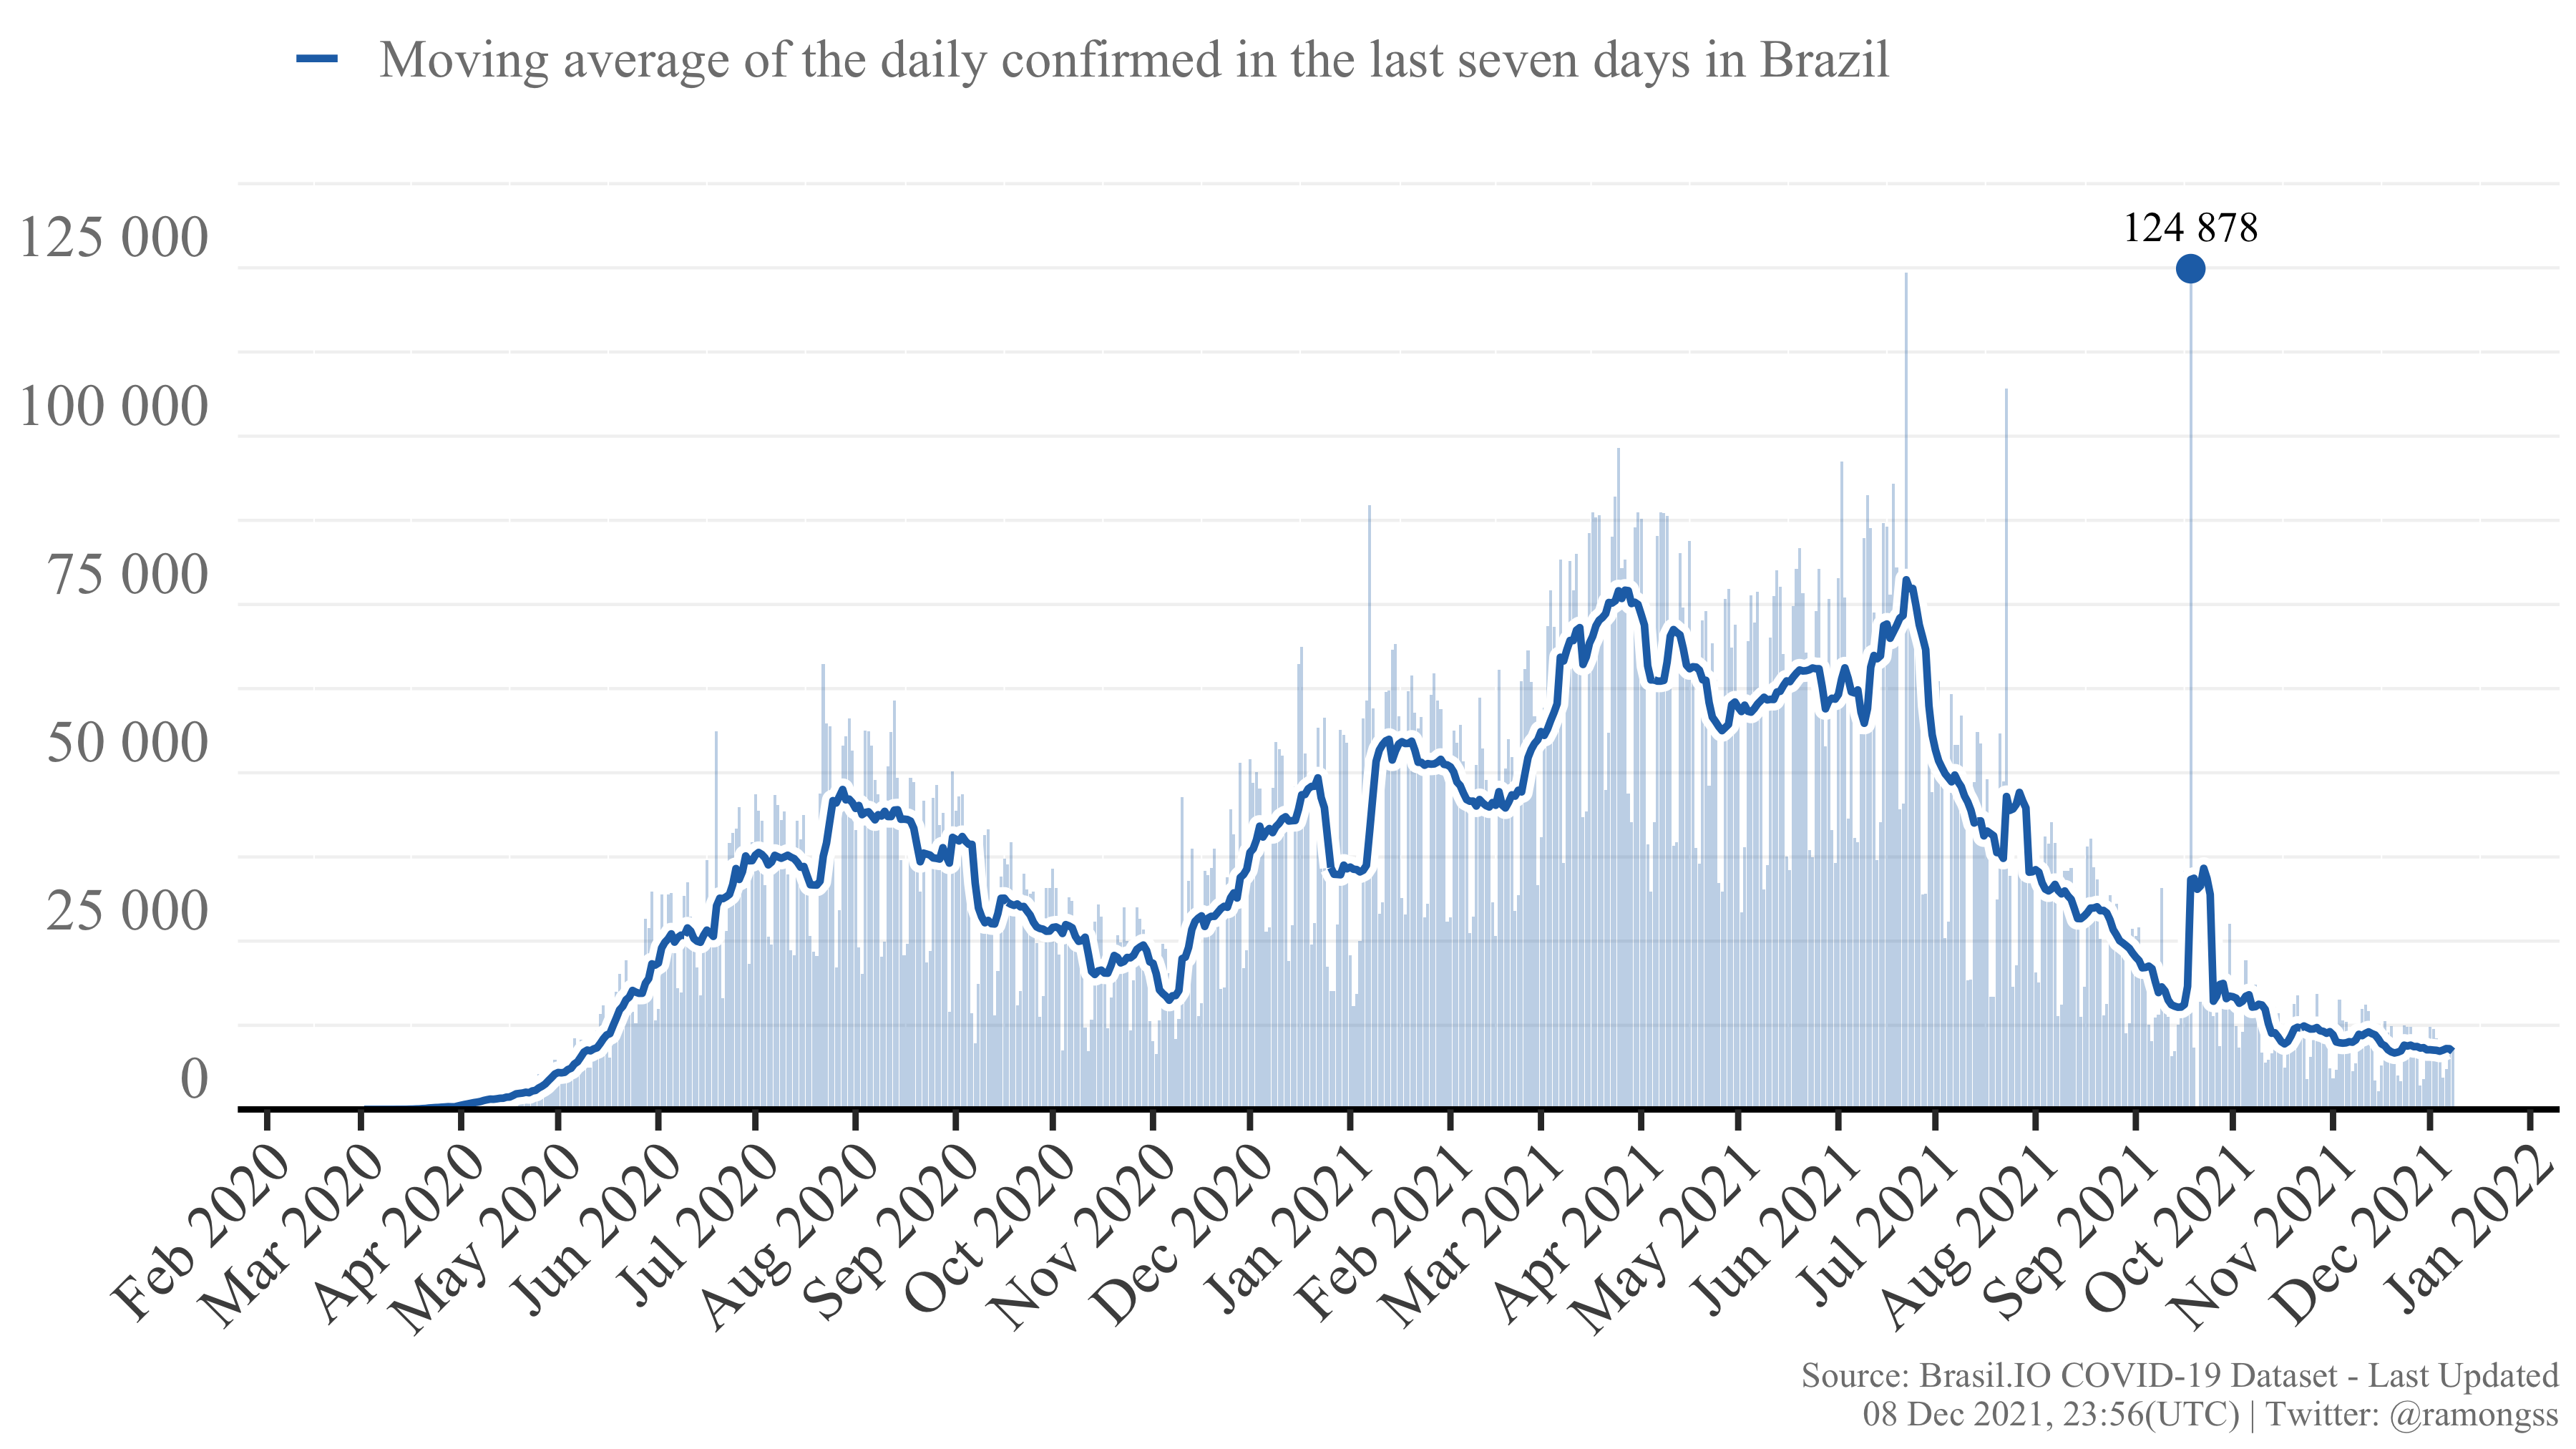 Moving average of the daily confirmed in the last seven days in Brazil
124 878
125 000
100 000
75 000
50 000
25 000
0
Feb 2020
Mar 2020
Apr 2020
May 2020
Jun 2020
Jul 2020
Aug 2020
Sep 2020
Oct 2020
Nov 2020
Dec 2020
Jan 2021
Feb 2021
Mar 2021
Apr 2021
May 2021
Jun 2021
Jul 2021
Aug 2021
Sep 2021
Oct 2021
Nov 2021
Dec 2021
Jan 2022
Source: Brasil.IO COVID-19 Dataset - Last Updated
08 Dec 2021, 23:56(UTC) | Twitter: @ramongss